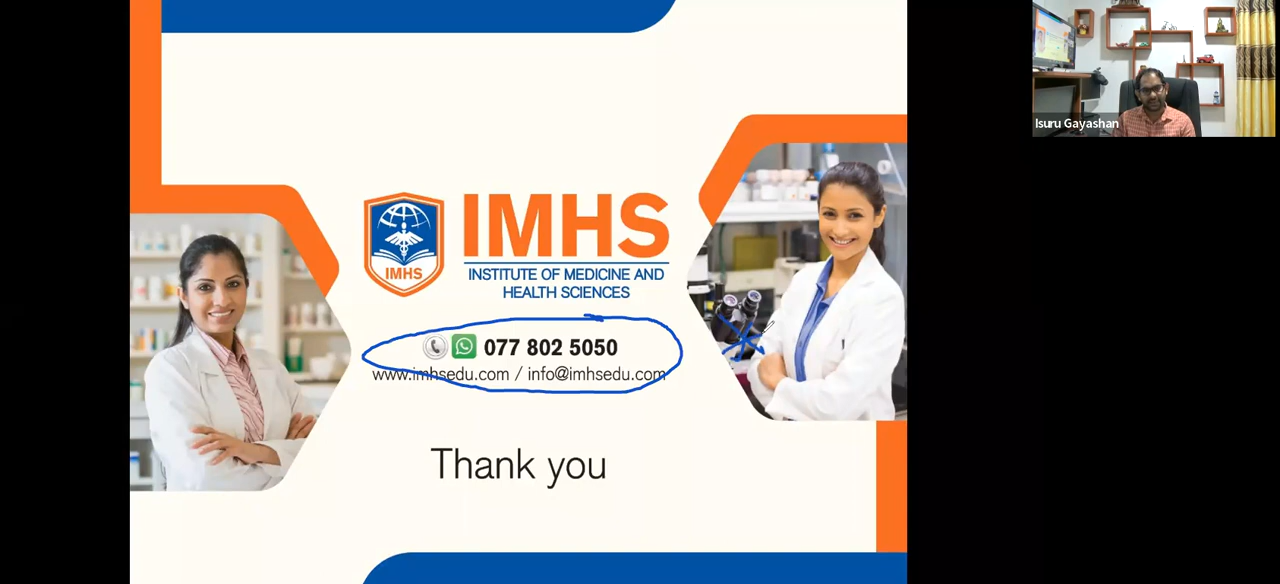 Isuru Gayashan
IMHS
IMHS
INSTITUTE OF MEDICINE AND
HEALTH SCIENCES
077 802 5050
www.imhsedu.com / info@imhsedu.com
Thank you